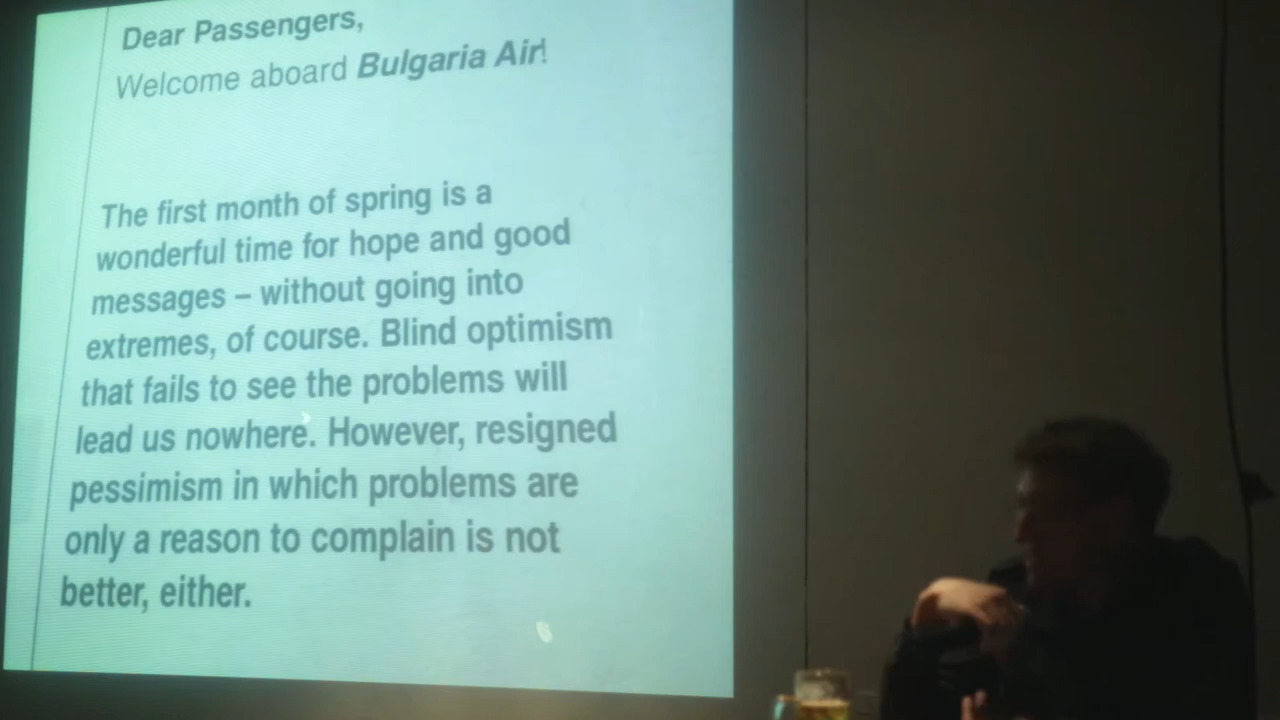 Dear Passengers,
Welcome aboard Bulgaria Air!
The first month of spring is a
wonderful time for hope and good
messages – without going into
extremes, of course. Blind optimism
that fails to see the problems will
lead us nowhere. However, resigned
pessimism in which problems are
only a reason to complain is not
better, either.